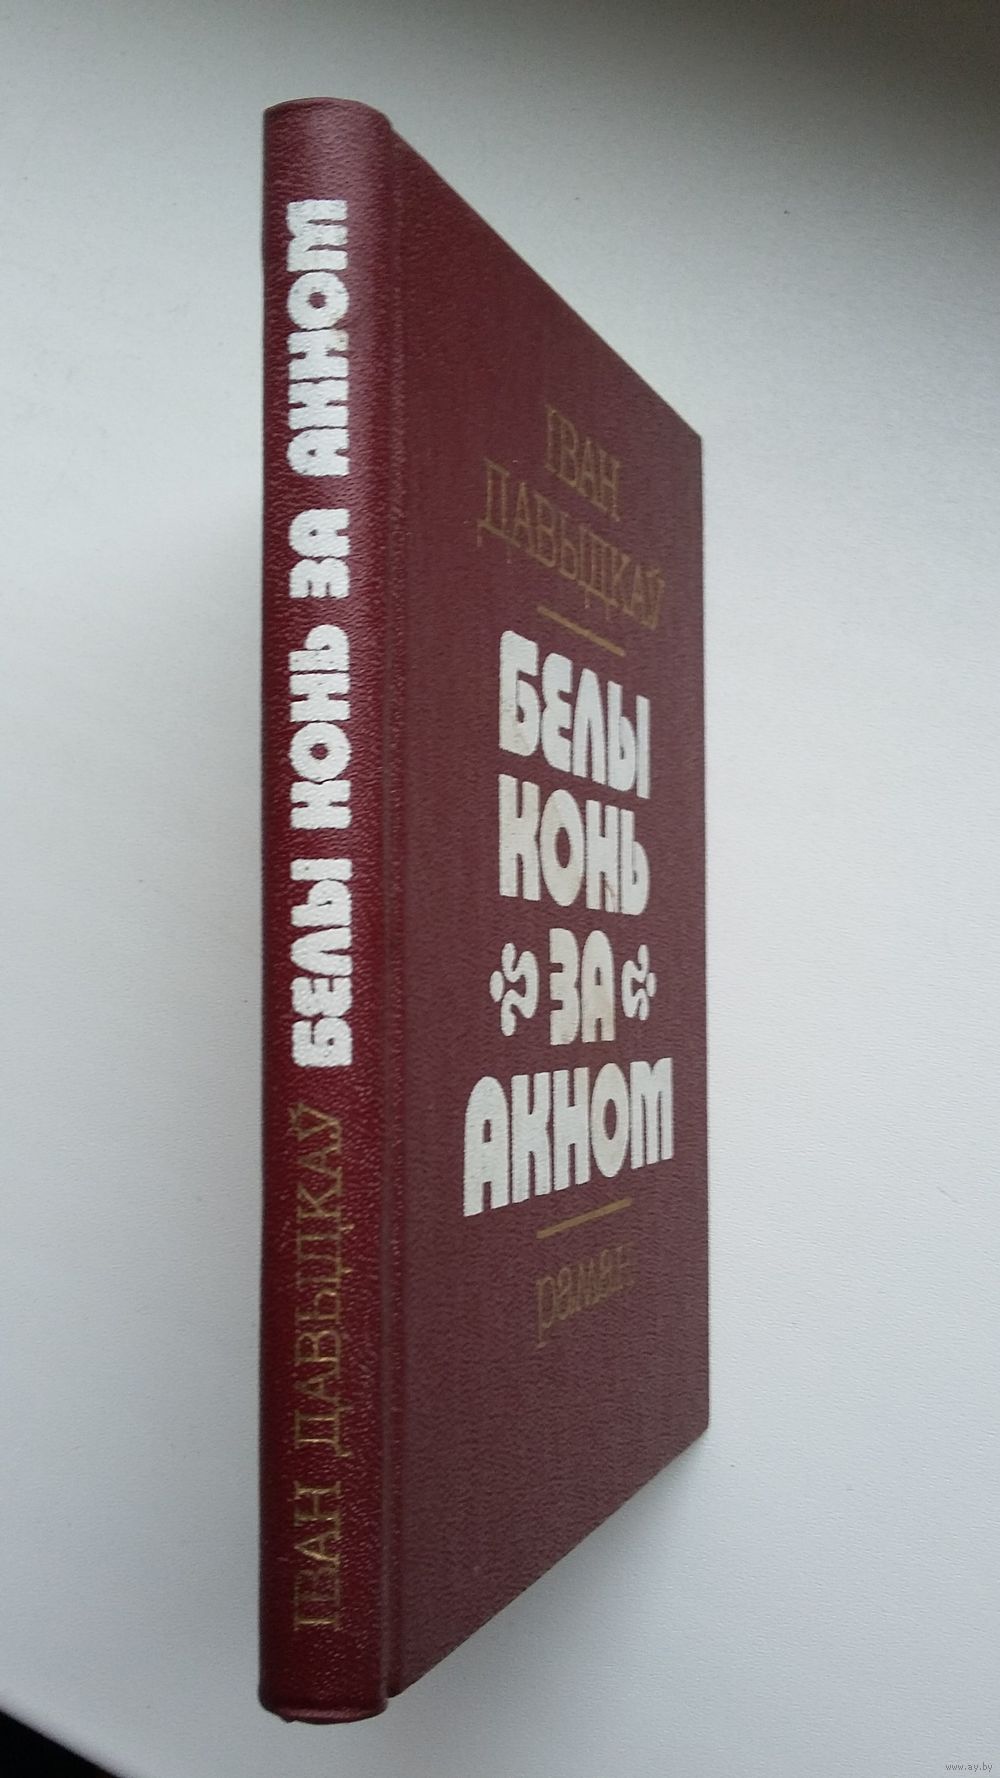 ІВАН ДАВЫДКАЎ БЕЛЫ КОНЬ ЗА АКНОМ
ІВАН
ДАВЫДКАЎ
БЕЛЫ
КОНЬ
ЗА
АКНОМ
раман
www.ay.by